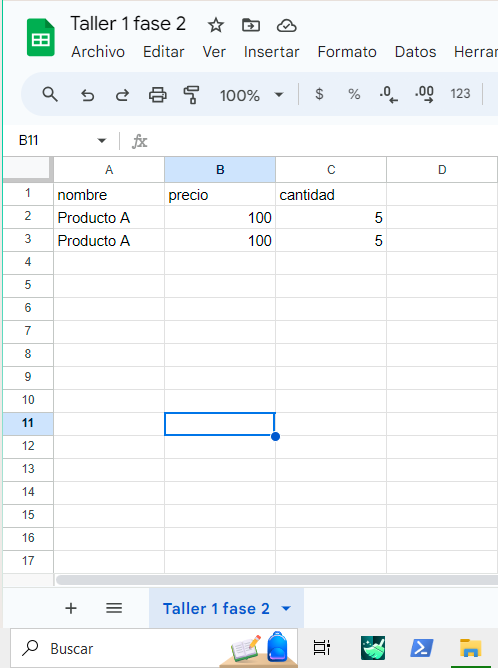 Taller 1 fase 2
Archivo Editar Ver Insertar Formato Datos Herrar
100% $ % .0 .00 123
B11 fx
A B C D
1 nombre precio cantidad
2 Producto A 100 5
3 Producto A 100 5
4
5
6
7
8
9
10
11
12
13
14
15
16
17
+ Taller 1 fase 2
Buscar